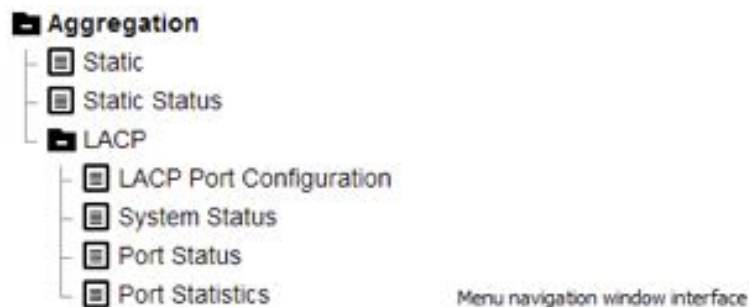 Aggregation
Static
Static Status
LACP
LACP Port Configuration
System Status
Port Status
Port Statistics
Menu navigation window interface